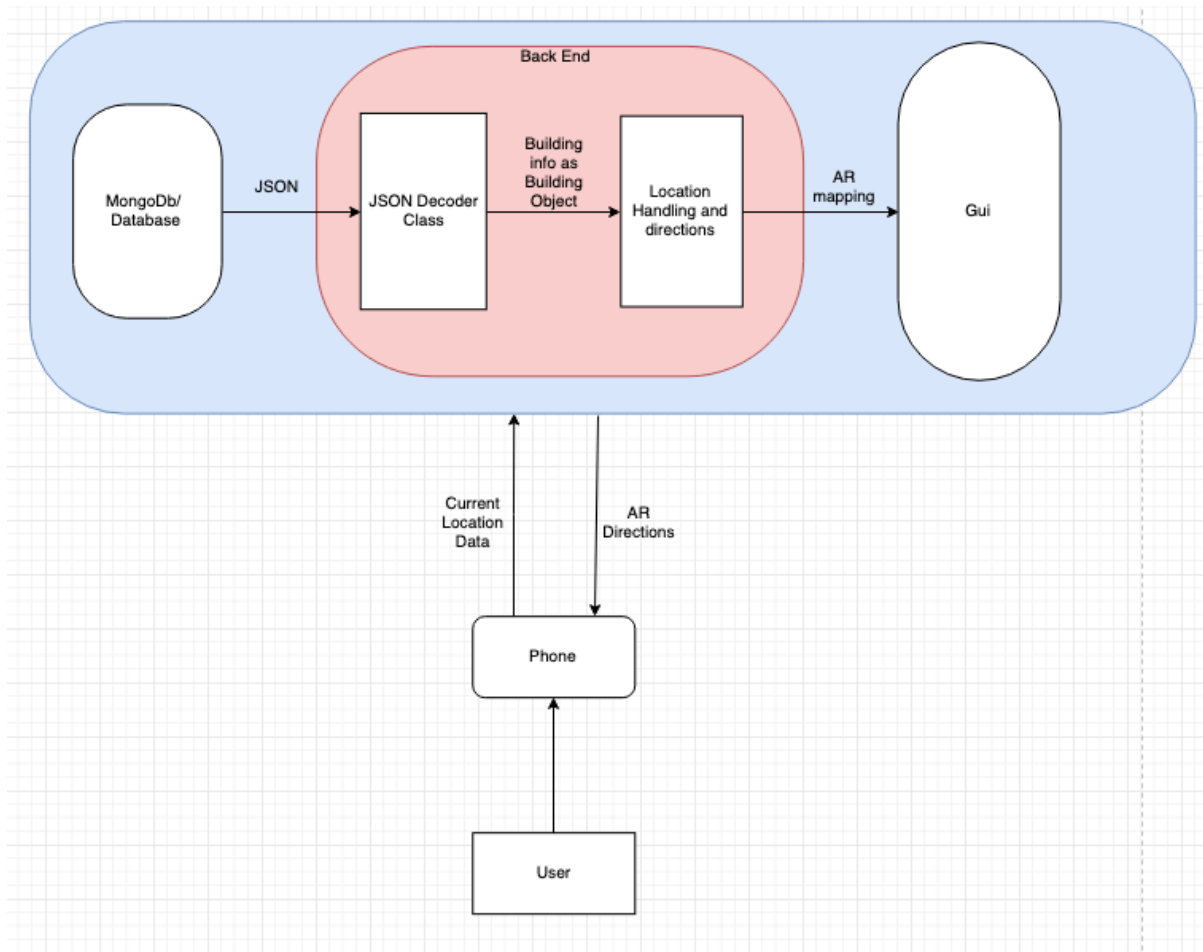 Back End
MongoDb/
Database
JSON
JSON Decoder
Class
Building
info as
Building
Object
Location
Handling and
directions
AR
mapping
Gui
Current
Location
Data
AR
Directions
Phone
User